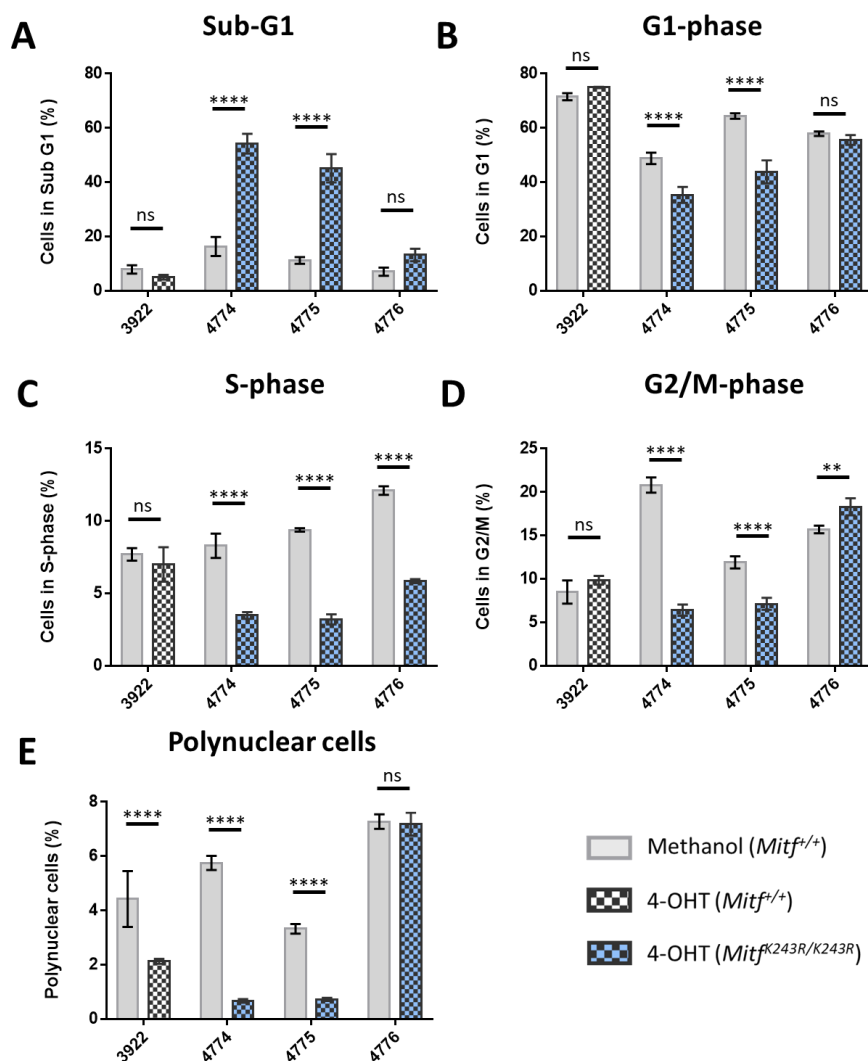 A
Sub-G1
Cells in Sub G1 (%)
80
60
40
20
0
ns
****
****
ns
3922
4774
4775
4776
B
G1-phase
Cells in G1 (%)
80
60
40
20
0
ns
****
****
ns
3922
4774
4775
4776
C
S-phase
Cells in S-phase (%)
15
10
5
0
ns
****
****
****
3922
4774
4775
4776
D
G2/M-phase
Cells in G2/M (%)
25
20
15
10
5
0
ns
****
****
**
3922
4774
4775
4776
E
Polynuclear cells
Polynuclear cells (%)
8
6
4
2
0
****
****
****
ns
3922
4774
4775
4776
Methanol (Mitf+/+)
4-OHT (Mitf+/+)
4-OHT (MitfK243R/K243R)